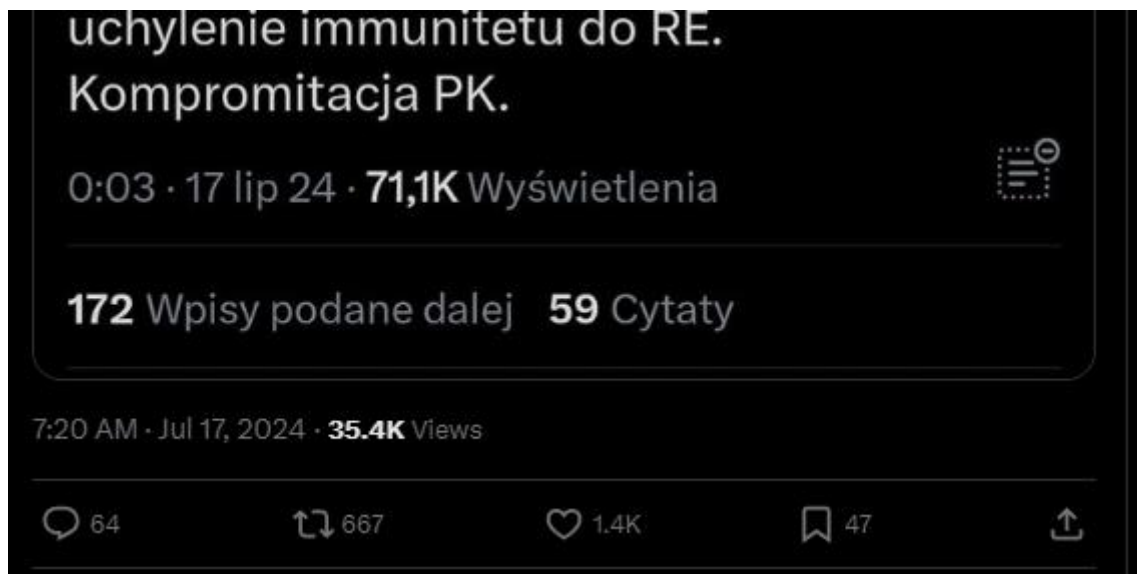 uchylenie immunitetu do RE.
Kompromitacja PK.
0:03 · 17 lip 24 · 71,1K Wyświetlenia
172 Wpisy podane dalej 59 Cytaty
7:20 AM · Jul 17, 2024 · 35.4K Views
64 667 1.4K 47